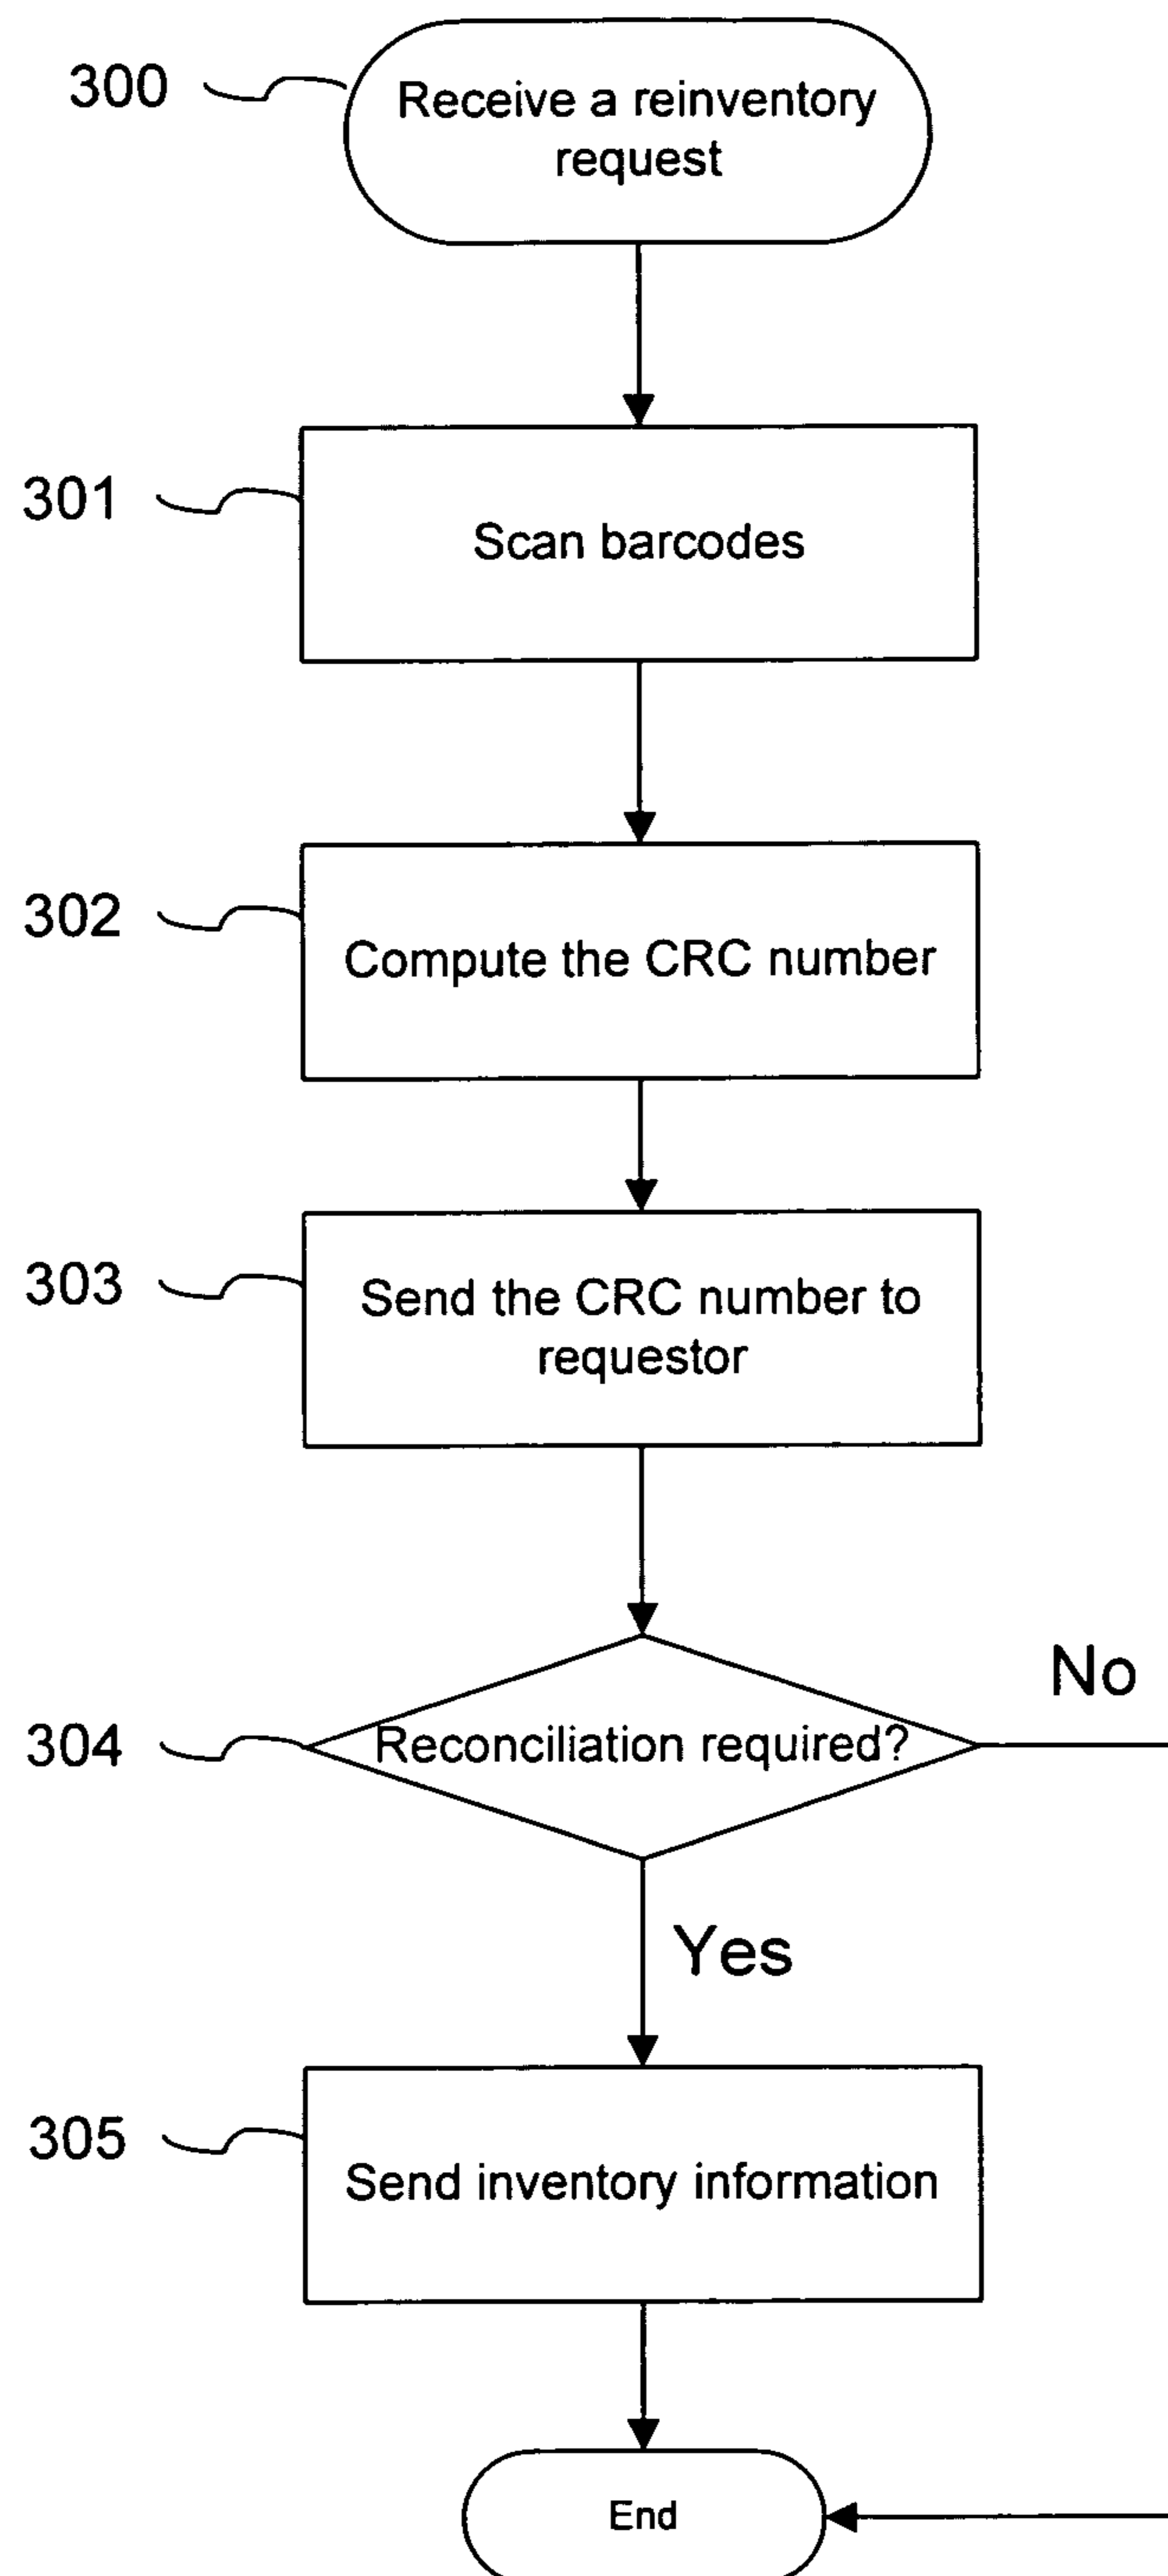 300
Receive a reinventory
request
301
Scan barcodes
302
Compute the CRC number
303
Send the CRC number to
requestor
304
Reconciliation required?
No
Yes
305
Send inventory information
End